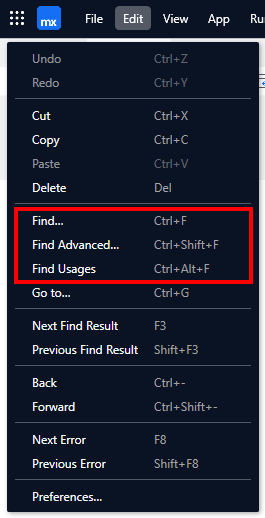 mx File Edit View App Ru
Undo Ctrl+Z
Redo Ctrl+Y
Cut Ctrl+X
Copy Ctrl+C
Paste Ctrl+V
Delete Del
Find... Ctrl+F
Find Advanced... Ctrl+Shift+F
Find Usages Ctrl+Alt+F
Go to... Ctrl+G
Next Find Result F3
Previous Find Result Shift+F3
Back Ctrl+-
Forward Ctrl+Shift+-
Next Error F8
Previous Error Shift+F8
Preferences...